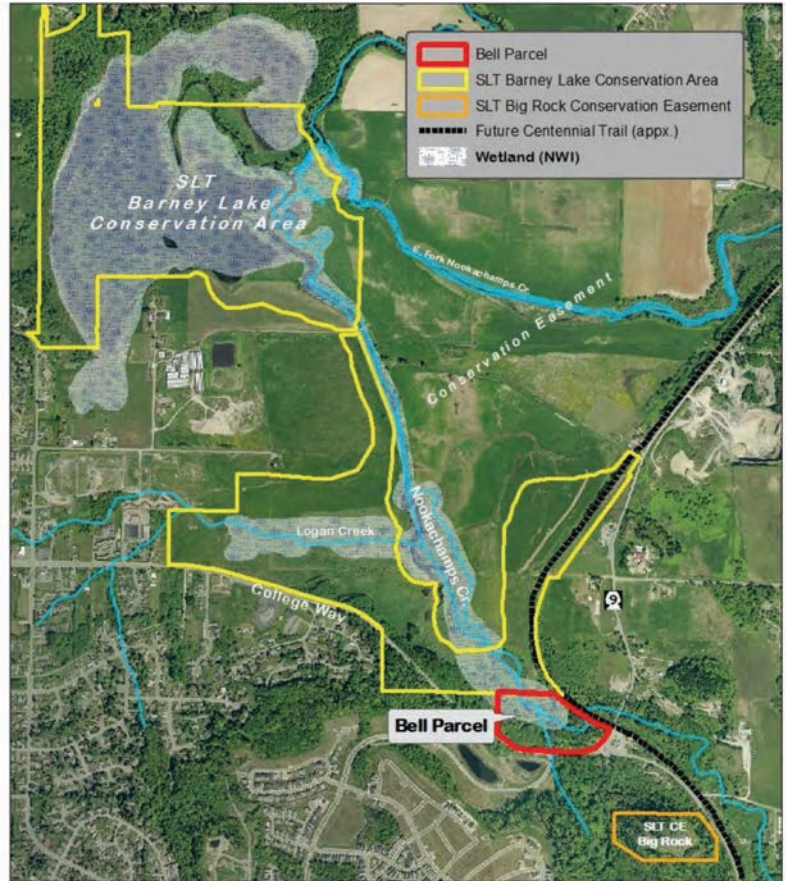 Bell Parcel
SLT Barney Lake Conservation Area
SLT Big Rock Conservation Easement
Future Centennial Trail (appx.)
Wetland (NWI)
SLT
Barney Lake
Conservation Area
E. Fork Nookachamps Cr.
Conservation Easement
Logan Creek
Nookachamps Cr.
College Way
9
Bell Parcel
SLT CE
Big Rock